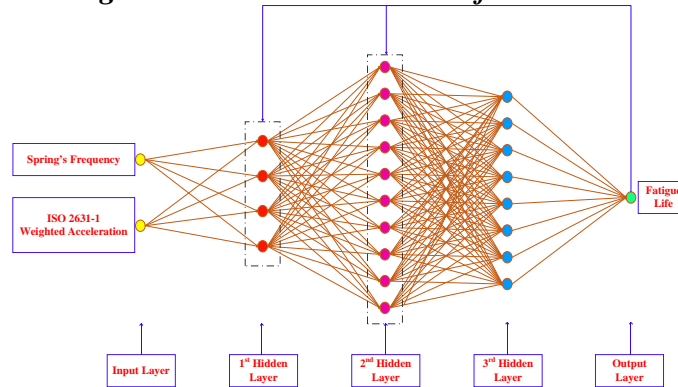 Spring's Frequency
ISO 2631-1
Weighted Acceleration
Fatigue
Life
Input Layer
1st Hidden
Layer
2nd Hidden
Layer
3rd Hidden
Layer
Output
Layer